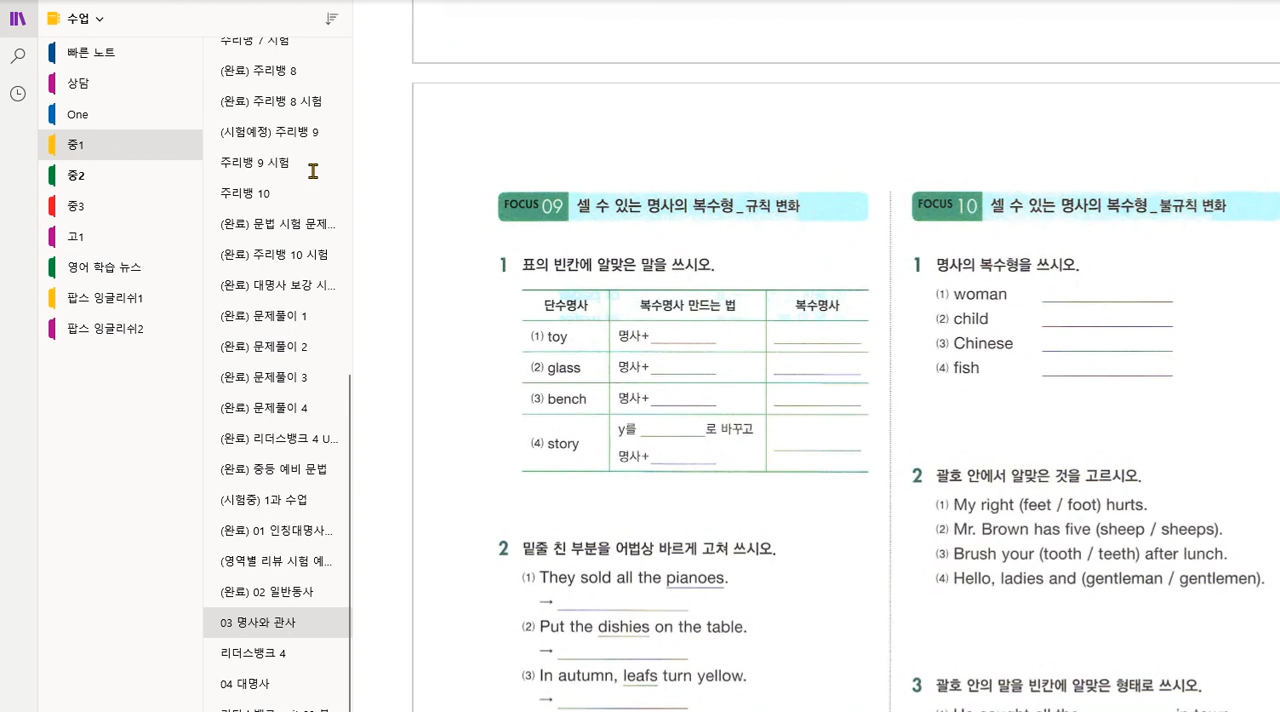 수업
빠른 노트
상담
One
중1
중2
중3
고1
영어 학습 뉴스
팝스 잉글리쉬1
팝스 잉글리쉬2
주리뱅 7 시험
(완료) 주리뱅 8
(완료) 주리뱅 8 시험
(시험예정) 주리뱅 9
주리뱅 9 시험
주리뱅 10
(완료) 문법 시험 문제...
(완료) 주리뱅 10 시험
(완료) 대명사 보강 시...
(완료) 문제풀이 1
(완료) 문제풀이 2
(완료) 문제풀이 3
(완료) 문제풀이 4
(완료) 리더스뱅크 4 U...
(완료) 중등 예비 문법
(시험중) 1과 수업
(완료) 01 인칭대명사...
(영역별 리뷰 시험 예...
(완료) 02 일반동사
03 명사와 관사
리더스뱅크 4
04 대명사
FOCUS 09 셀 수 있는 명사의 복수형_규칙 변화
1 표의 빈칸에 알맞은 말을 쓰시오.
단수명사 복수명사 만드는 법 복수명사
(1) toy 명사+
(2) glass 명사+
(3) bench 명사+
(4) story y를 로 바꾸고
명사+
2 밑줄 친 부분을 어법상 바르게 고쳐 쓰시오.
(1) They sold all the pianoes.
→
(2) Put the dishies on the table.
→
(3) In autumn, leafs turn yellow.
→
FOCUS 10 셀 수 있는 명사의 복수형_불규칙 변화
1 명사의 복수형을 쓰시오.
(1) woman
(2) child
(3) Chinese
(4) fish
2 괄호 안에서 알맞은 것을 고르시오.
(1) My right (feet / foot) hurts.
(2) Mr. Brown has five (sheep / sheeps).
(3) Brush your (tooth / teeth) after lunch.
(4) Hello, ladies and (gentleman / gentlemen).
3 괄호 안의 말을 빈칸에 알맞은 형태로 쓰시오.